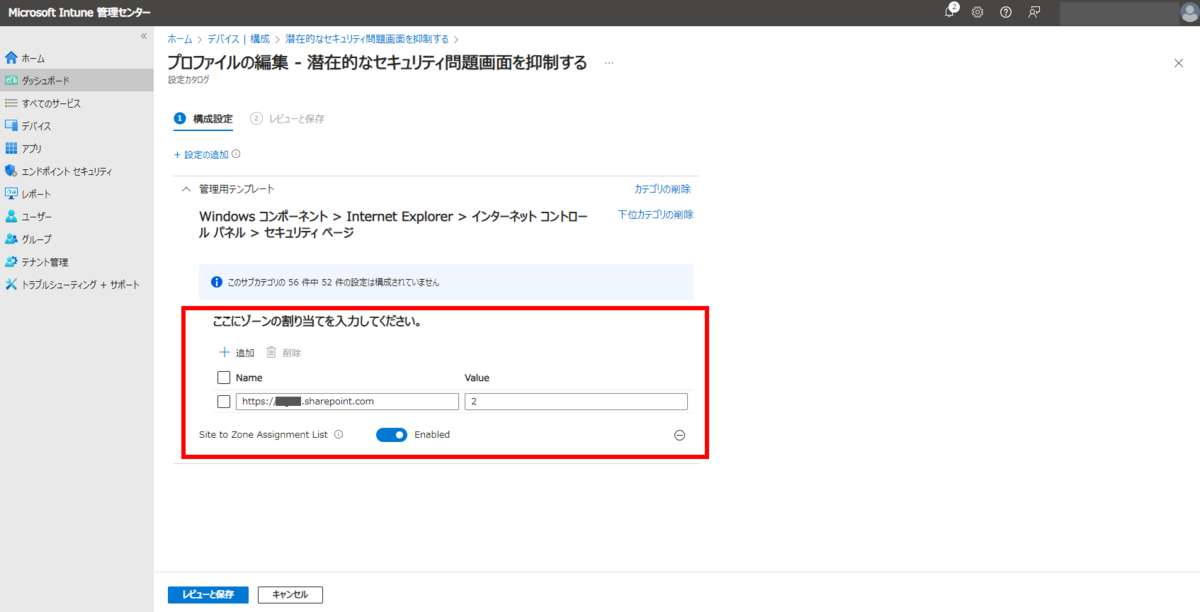 Microsoft Intune 管理センター
2
ホーム > デバイス | 構成 > 潜在的なセキュリティ問題画面を抑制する >
プロファイルの編集 - 潜在的なセキュリティ問題画面を抑制する ...
設定カタログ
ホーム
ダッシュボード
すべてのサービス
デバイス
アプリ
エンドポイント セキュリティ
レポート
ユーザー
グループ
テナント管理
トラブルシューティング + サポート
1 構成設定 2 レビューと保存
+ 設定の追加
管理用テンプレート カテゴリの削除
Windows コンポーネント > Internet Explorer > インターネット コントロー 下位カテゴリの削除
ル パネル > セキュリティ ページ
このサブカテゴリの 56 件中 52 件の設定は構成されていません
ここにゾーンの割り当てを入力してください。
追加 削除
Name Value
https://.sharepoint.com 2
Site to Zone Assignment List Enabled
レビューと保存 キャンセル